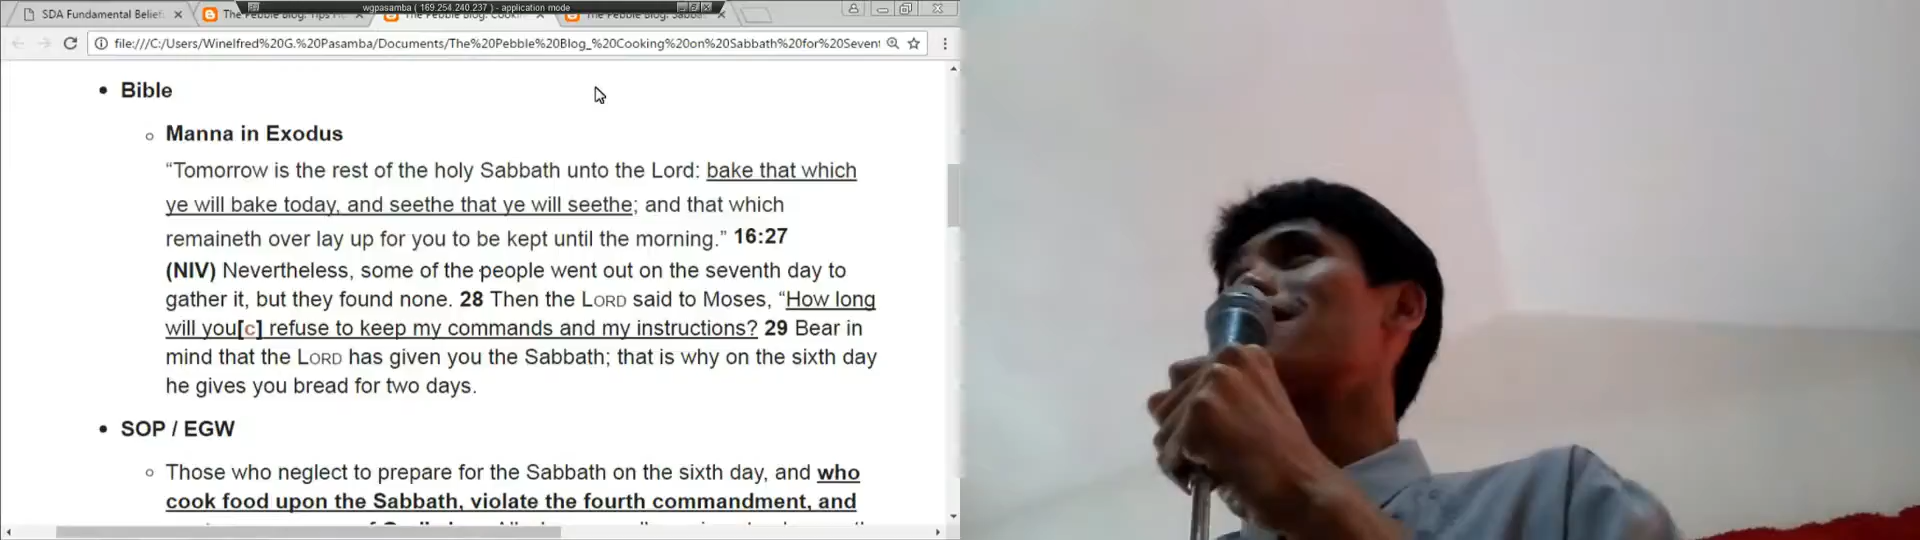 SDA Fundamental Belief
The Pebble Blog: Tips
The Pebble Blog: Cookin
The Pebble Blog: Sabba
wgpasamba ( 169.254.240.237 ) - application mode
file:///C:/Users/Winelfred%20G.%20Pasamba/Documents/The%20Pebble%20Blog_%20Cooking%20on%20Sabbath%20for%20Sevent
• Bible
○ Manna in Exodus
“Tomorrow is the rest of the holy Sabbath unto the Lord: bake that which
ye will bake today, and seethe that ye will seethe; and that which
remaineth over lay up for you to be kept until the morning.” 16:27
(NIV) Nevertheless, some of the people went out on the seventh day to
gather it, but they found none. 28 Then the LORD said to Moses, “How long
will you[c] refuse to keep my commands and my instructions? 29 Bear in
mind that the LORD has given you the Sabbath; that is why on the sixth day
he gives you bread for two days.
• SOP / EGW
○ Those who neglect to prepare for the Sabbath on the sixth day, and who
cook food upon the Sabbath, violate the fourth commandment, and